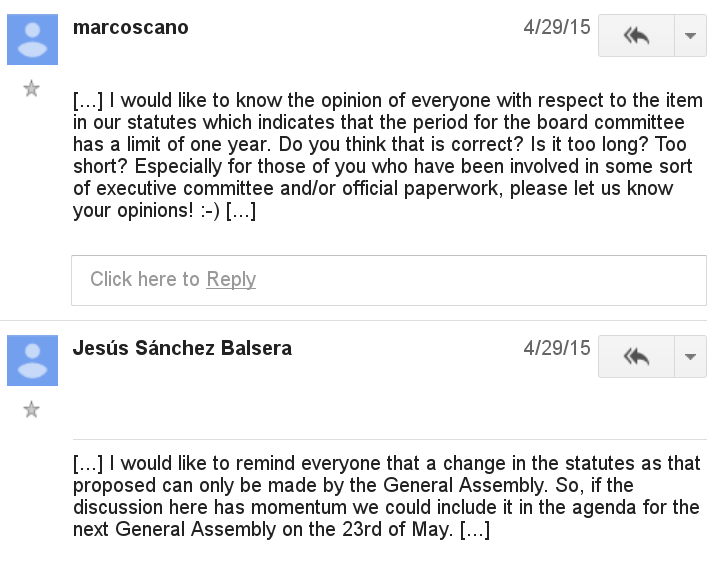 marcoscano
4/29/15
[...] I would like to know the opinion of everyone with respect to the item
in our statutes which indicates that the period for the board committee
has a limit of one year. Do you think that is correct? Is it too long? Too
short? Especially for those of you who have been involved in some sort
of executive committee and/or official paperwork, please let us know
your opinions! :-) [...]
Click here to Reply
Jesús Sánchez Balsera
4/29/15
[...] I would like to remind everyone that a change in the statutes as that
proposed can only be made by the General Assembly. So, if the
discussion here has momentum we could include it in the agenda for the
next General Assembly on the 23rd of May. [...]